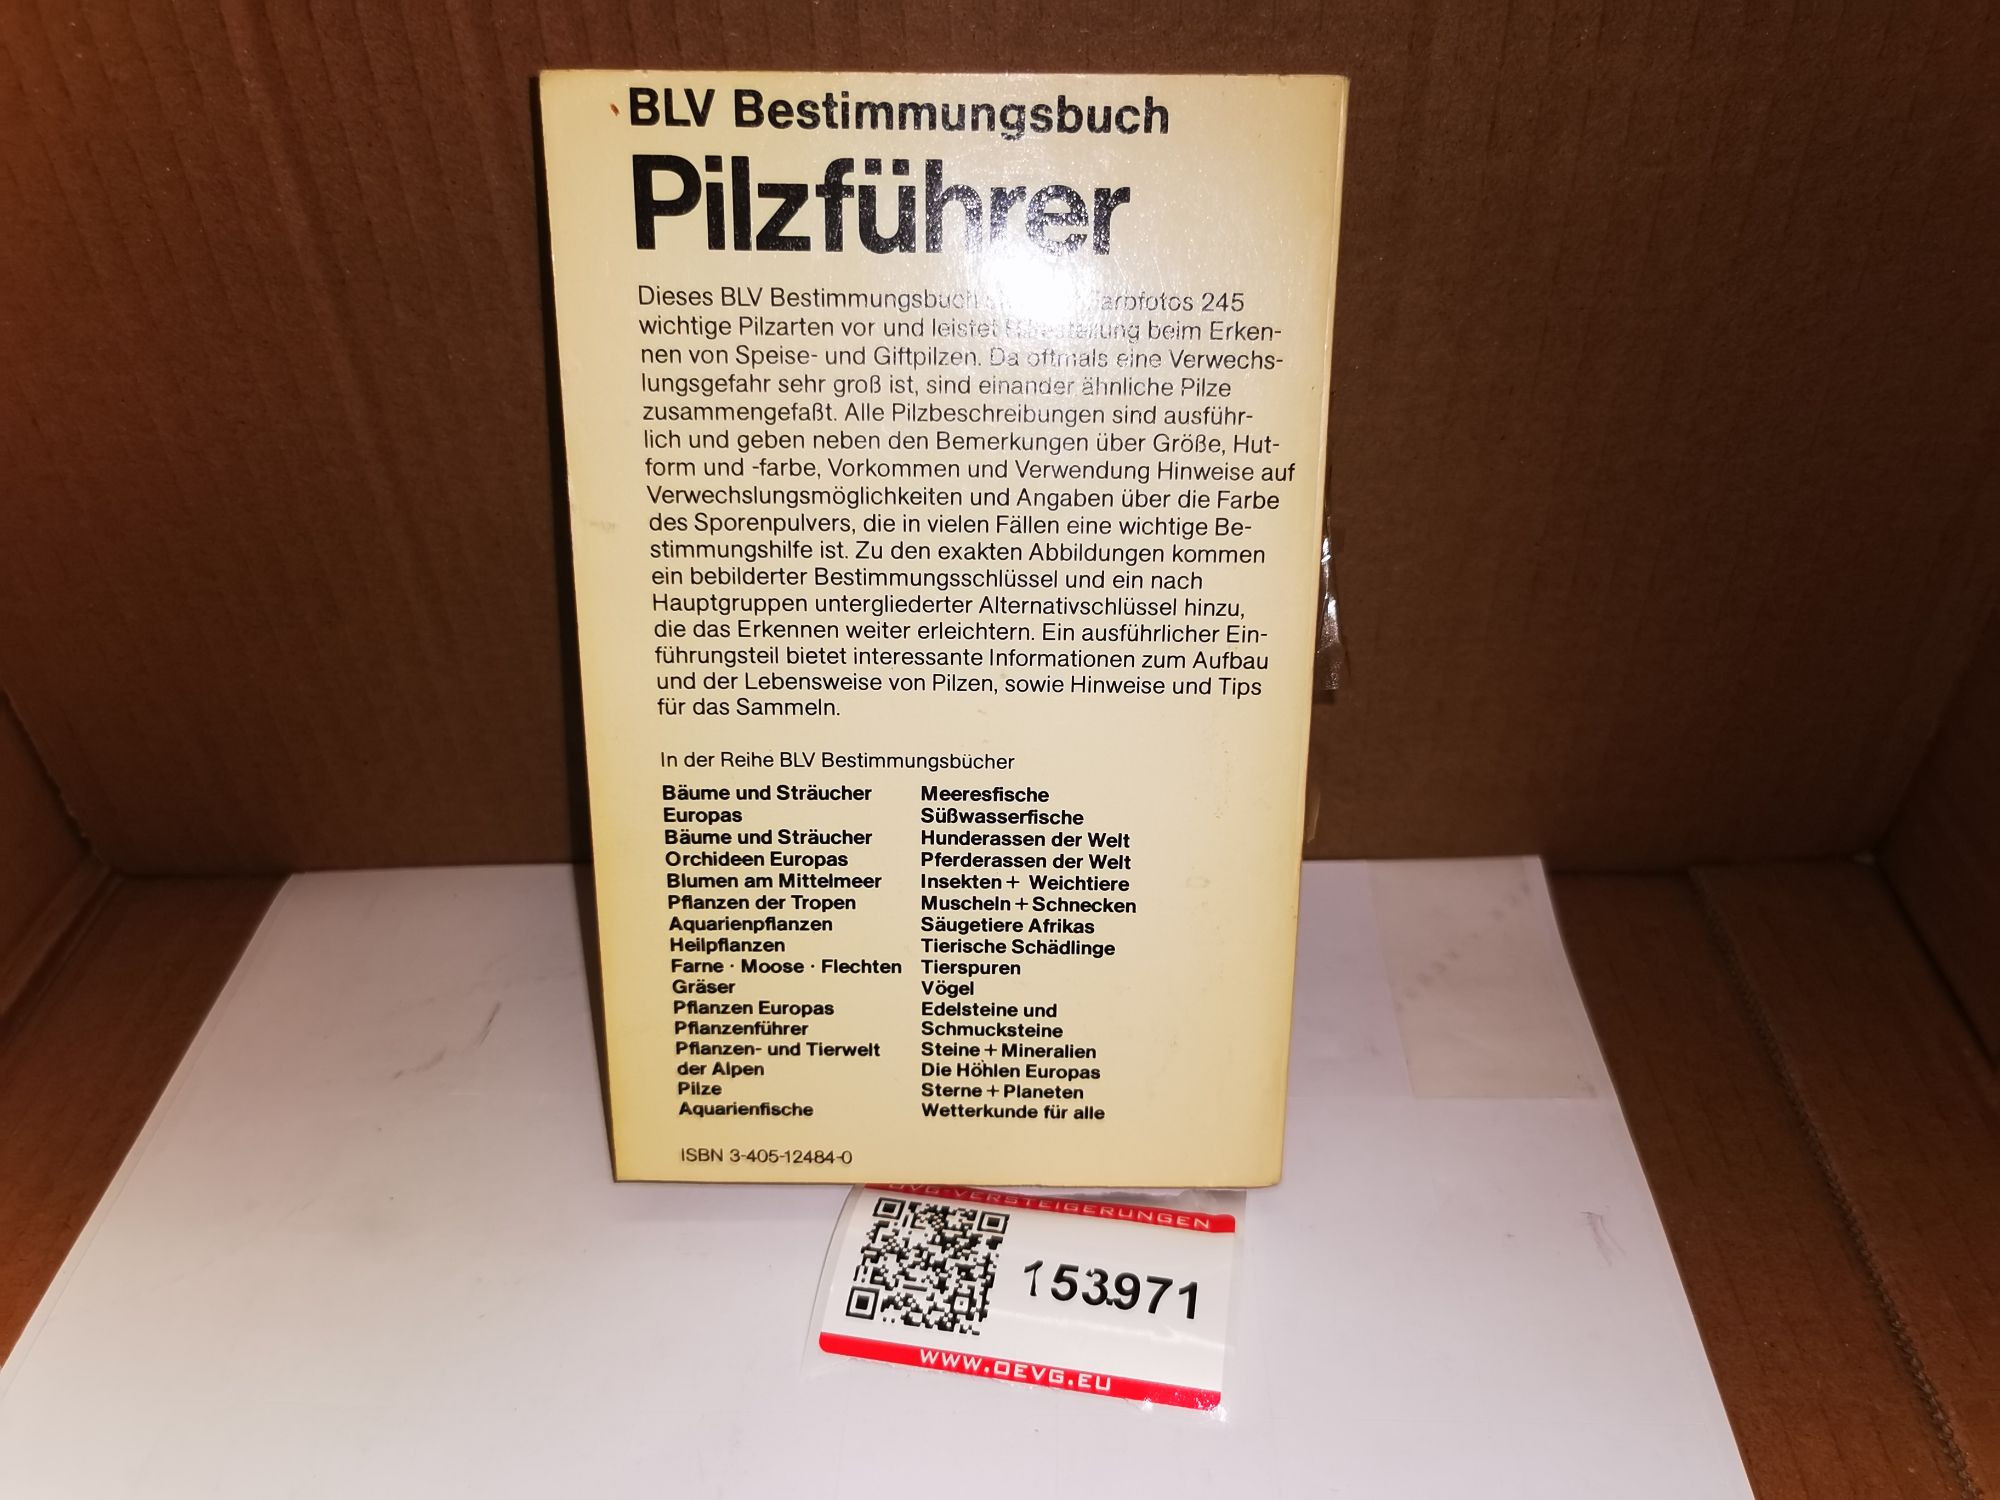 BLV Bestimmungsbuch
Pilzführer
Dieses BLV Bestimmungsbuch Farbfotos 245
wichtige Pilzarten vor und leistet beim Erken-
nen von Speise- und Giftpilzen. Da oftmals eine Verwechs-
lungsgefahr sehr groß ist, sind einander ähnliche Pilze
zusammengefaßt. Alle Pilzbeschreibungen sind ausführ-
lich und geben neben den Bemerkungen über Größe, Hut-
form und -farbe, Vorkommen und Verwendung Hinweise auf
Verwechslungsmöglichkeiten und Angaben über die Farbe
des Sporenpulvers, die in vielen Fällen eine wichtige Be-
stimmungshilfe ist. Zu den exakten Abbildungen kommen
ein bebilderter Bestimmungsschlüssel und ein nach
Hauptgruppen untergliederter Alternativschlüssel hinzu,
die das Erkennen weiter erleichtern. Ein ausführlicher Ein-
führungsteil bietet interessante Informationen zum Aufbau
und der Lebensweise von Pilzen, sowie Hinweise und Tips
für das Sammeln.
In der Reihe BLV Bestimmungsbücher
Bäume und Sträucher
Europas
Bäume und Sträucher
Orchideen Europas
Blumen am Mittelmeer
Pflanzen der Tropen
Aquarienpflanzen
Heilpflanzen
Farne · Moose · Flechten
Gräser
Pflanzen Europas
Pflanzenführer
Pflanzen- und Tierwelt
der Alpen
Pilze
Aquarienfische
Meeresfische
Süßwasserfische
Hunderassen der Welt
Pferderassen der Welt
Insekten + Weichtiere
Muscheln + Schnecken
Säugetiere Afrikas
Tierische Schädlinge
Tierspuren
Vögel
Edelsteine und
Schmucksteine
Steine + Mineralien
Die Höhlen Europas
Sterne + Planeten
Wetterkunde für alle
ISBN 3-405-12484-0
VERSTEIGERUNGEN
153.971
WWW.OEVG.EU